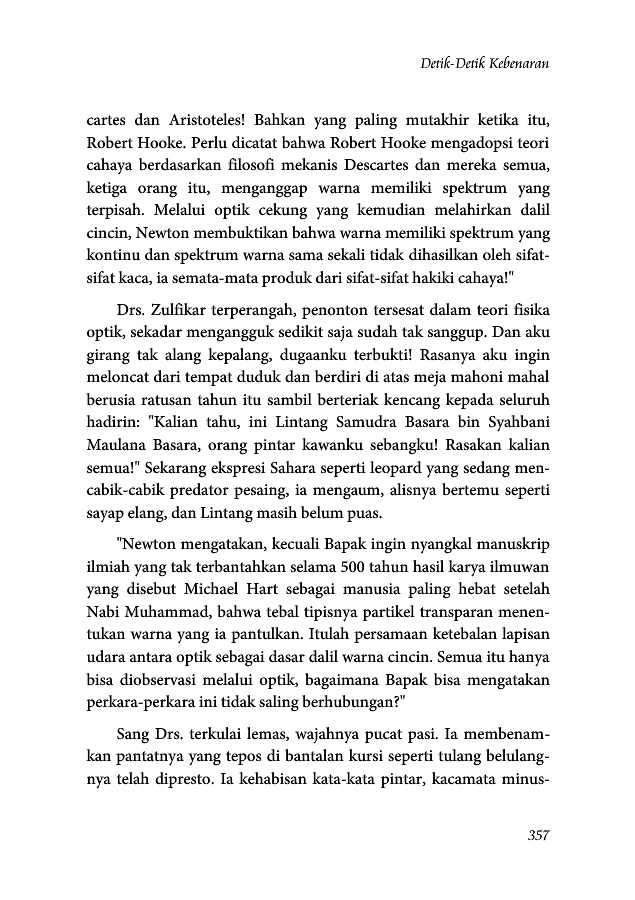 Detik-Detik Kebenaran
cartes dan Aristoteles! Bahkan yang paling mutakhir ketika itu,
Robert Hooke. Perlu dicatat bahwa Robert Hooke mengadopsi teori
cahaya berdasarkan filosofi mekanis Descartes dan mereka semua,
ketiga orang itu, menganggap warna memiliki spektrum yang
terpisah. Melalui optik cekung yang kemudian melahirkan dalil
cincin, Newton membuktikan bahwa warna memiliki spektrum yang
kontinu dan spektrum warna sama sekali tidak dihasilkan oleh sifat-
sifat kaca, ia semata-mata produk dari sifat-sifat hakiki cahaya!"
Drs. Zulfikar terperangah, penonton tersesat dalam teori fisika
optik, sekadar mengangguk sedikit saja sudah tak sanggup. Dan aku
girang tak alang kepalang, dugaanku terbukti! Rasanya aku ingin
meloncat dari tempat duduk dan berdiri di atas meja mahoni mahal
berusia ratusan tahun itu sambil berteriak kencang kepada seluruh
hadirin: "Kalian tahu, ini Lintang Samudra Basara bin Syahbani
Maulana Basara, orang pintar kawanku sebangku! Rasakan kalian
semua!" Sekarang ekspresi Sahara seperti leopard yang sedang men-
cabik-cabik predator pesaing, ia mengaum, alisnya bertemu seperti
sayap elang, dan Lintang masih belum puas.
"Newton mengatakan, kecuali Bapak ingin nyangkal manuskrip
ilmiah yang tak terbantahkan selama 500 tahun hasil karya ilmuwan
yang disebut Michael Hart sebagai manusia paling hebat setelah
Nabi Muhammad, bahwa tebal tipisnya partikel transparan menen-
tukan warna yang ia pantulkan. Itulah persamaan ketebalan lapisan
udara antara optik sebagai dasar dalil warna cincin. Semua itu hanya
bisa diobservasi melalui optik, bagaimana Bapak bisa mengatakan
perkara-perkara ini tidak saling berhubungan?"
Sang Drs. terkulai lemas, wajahnya pucat pasi. Ia membenam-
kan pantatnya yang tepos di bantalan kursi seperti tulang belulang-
nya telah dipresto. Ia kehabisan kata-kata pintar, kacamata minus-
357